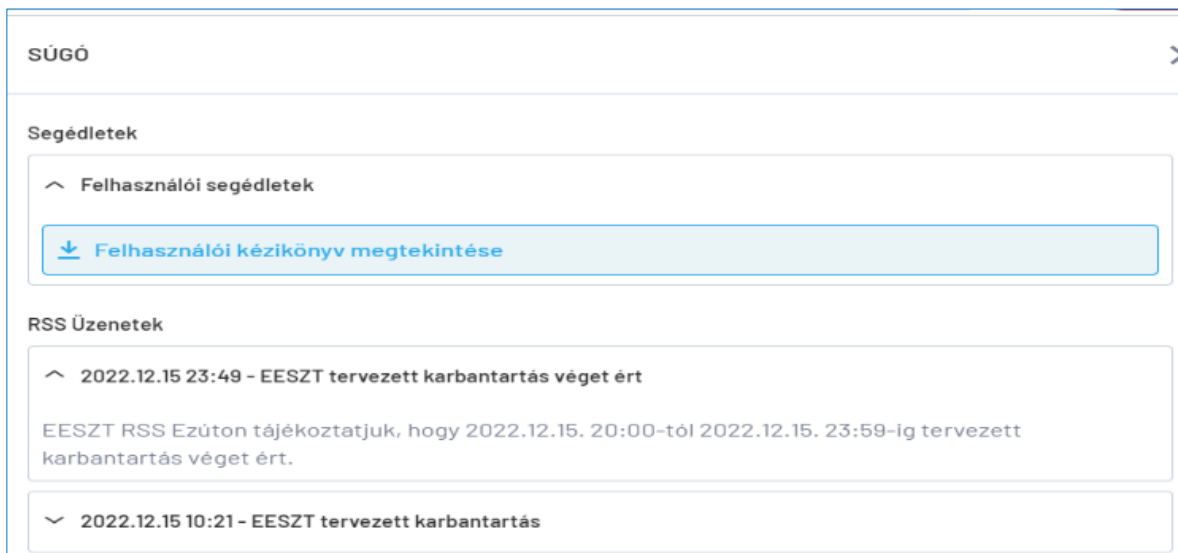 SÚGÓ
Segédletek
Felhasználói segédletek
Felhasználói kézikönyv megtekintése
RSS Üzenetek
2022.12.15 23:49 - EESZT tervezett karbantartás véget ért
EESZT RSS Ezúton tájékoztatjuk, hogy 2022.12.15. 20:00-tól 2022.12.15. 23:59-ig tervezett
karbantartás véget ért.
2022.12.15 10:21 - EESZT tervezett karbantartás